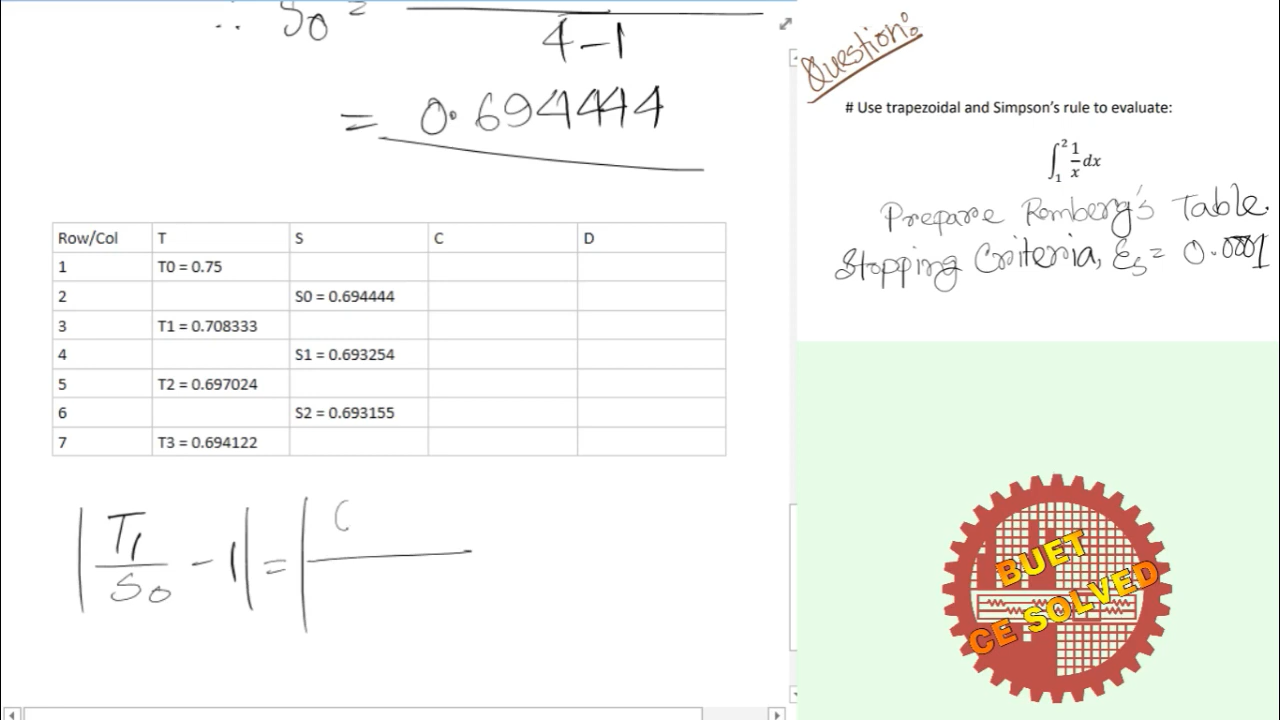 ∴ S0 =
4 - 1
= 0.694444
Row/Col T S C D
1 T0 = 0.75
2 S0 = 0.694444
3 T1 = 0.708333
4 S1 = 0.693254
5 T2 = 0.697024
6 S2 = 0.693155
7 T3 = 0.694122
| T1 / S0 - 1 | = |
Question:
# Use trapezoidal and Simpson's rule to evaluate:
∫₁² 1/x dx
Prepare Romberg's Table.
Stopping Criteria, Es = 0.0001
BUET
CE SOLVED